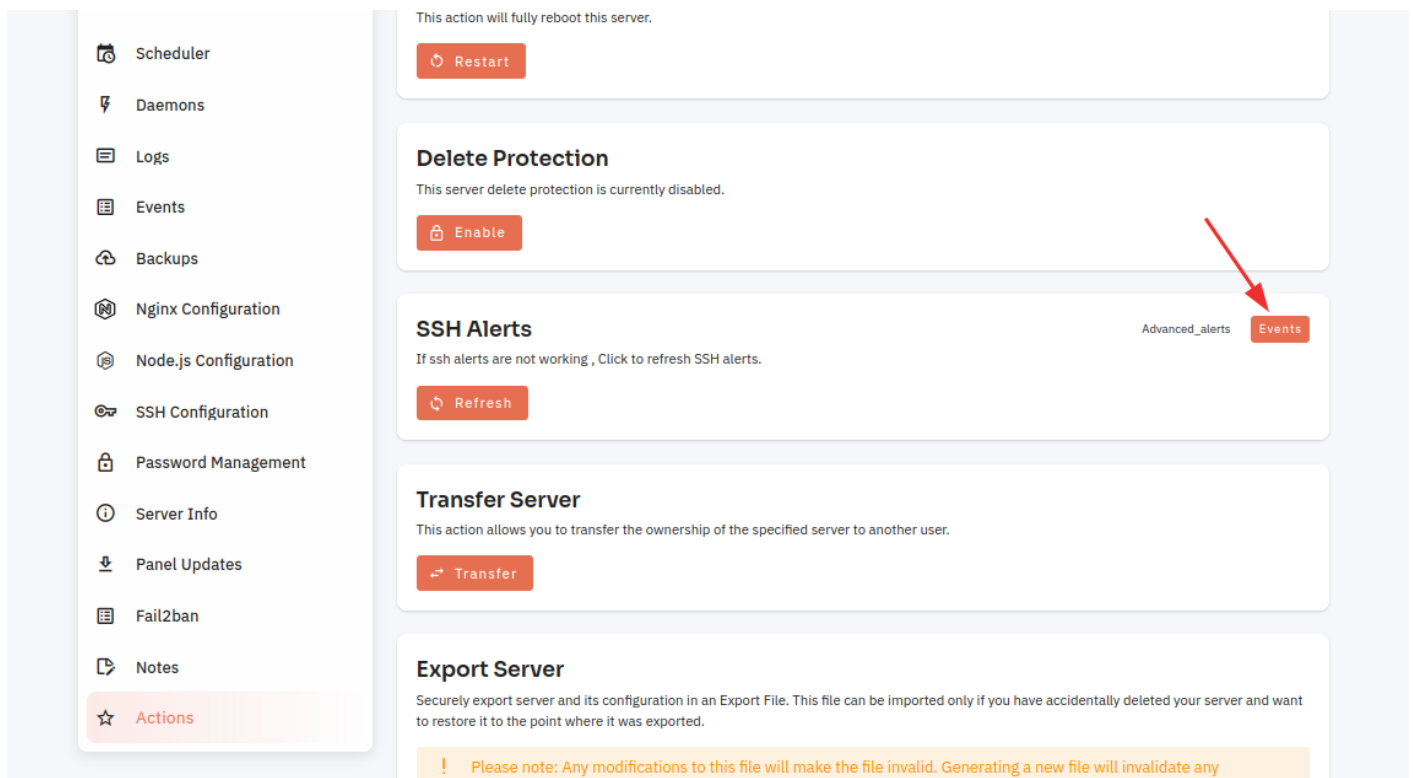 Scheduler
Daemons
Logs
Events
Backups
Nginx Configuration
Node.js Configuration
SSH Configuration
Password Management
Server Info
Panel Updates
Fail2ban
Notes
Actions
This action will fully reboot this server.
Restart
Delete Protection
This server delete protection is currently disabled.
Enable
SSH Alerts
Advanced_alerts
Events
If ssh alerts are not working , Click to refresh SSH alerts.
Refresh
Transfer Server
This action allows you to transfer the ownership of the specified server to another user.
Transfer
Export Server
Securely export server and its configuration in an Export File. This file can be imported only if you have accidentally deleted your server and want
to restore it to the point where it was exported.
! Please note: Any modifications to this file will make the file invalid. Generating a new file will invalidate any